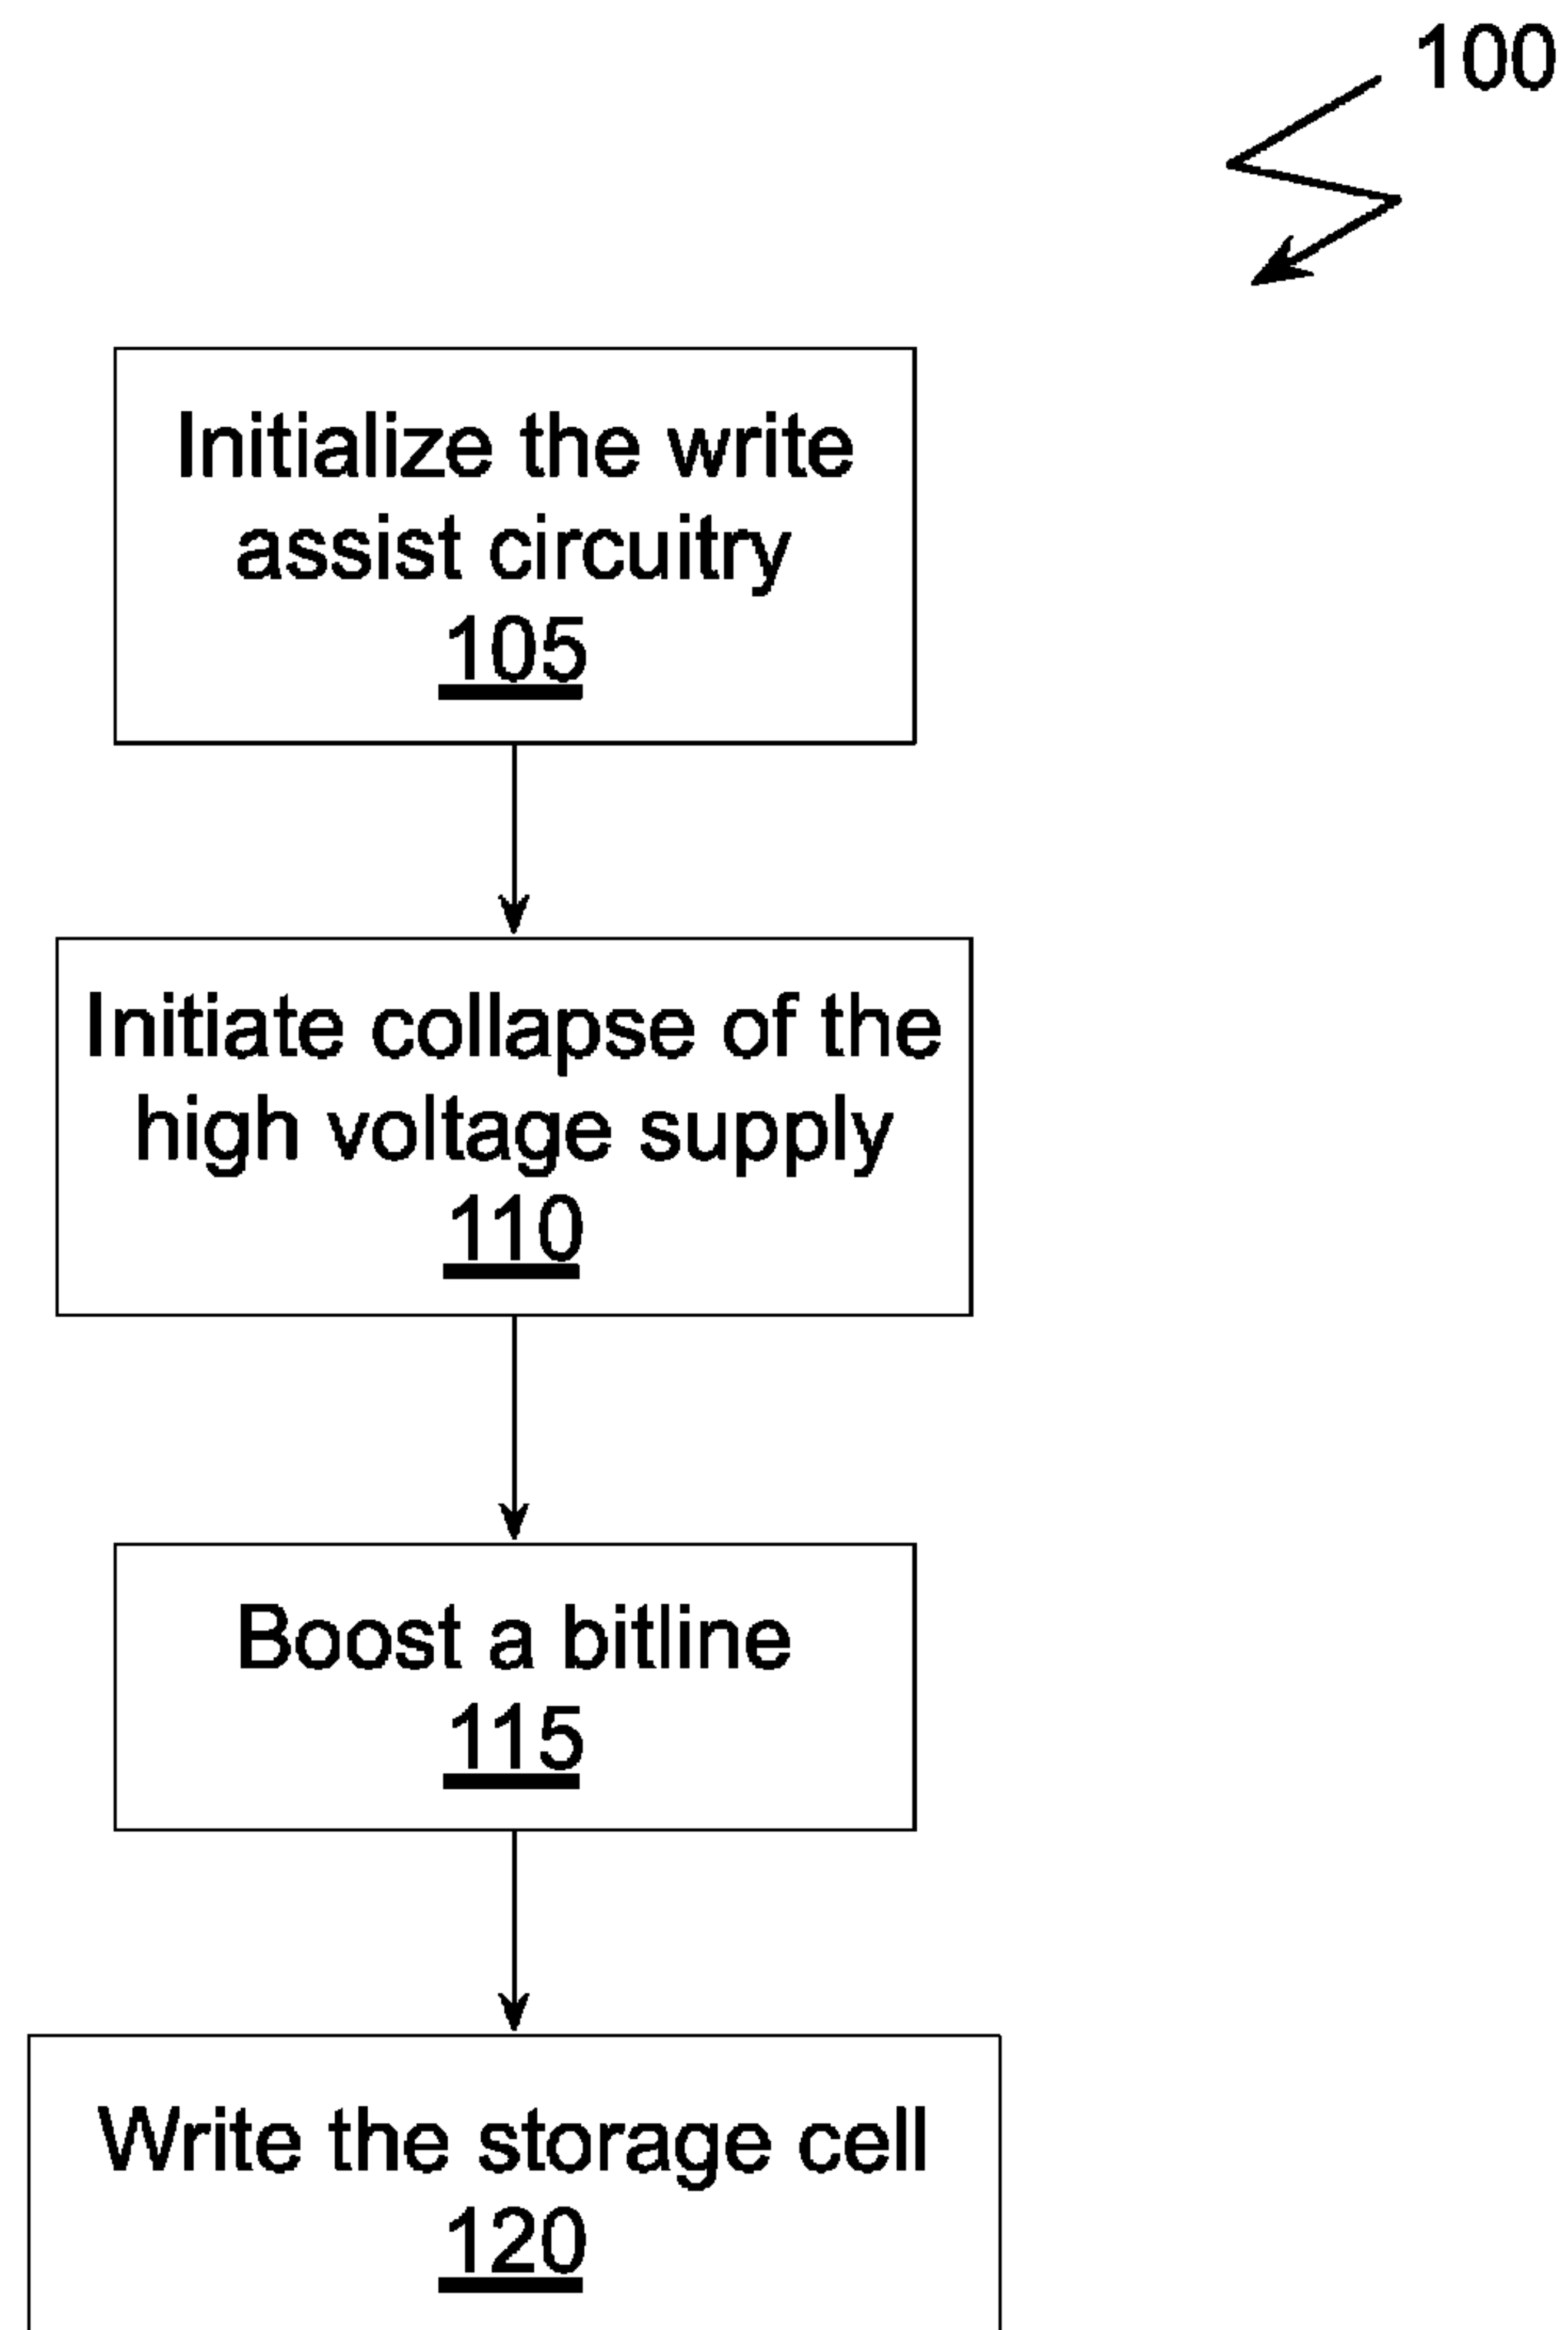 100
Initialize the write
assist circuitry
105
Initiate collapse of the
high voltage supply
110
Boost a bitline
115
Write the storage cell
120